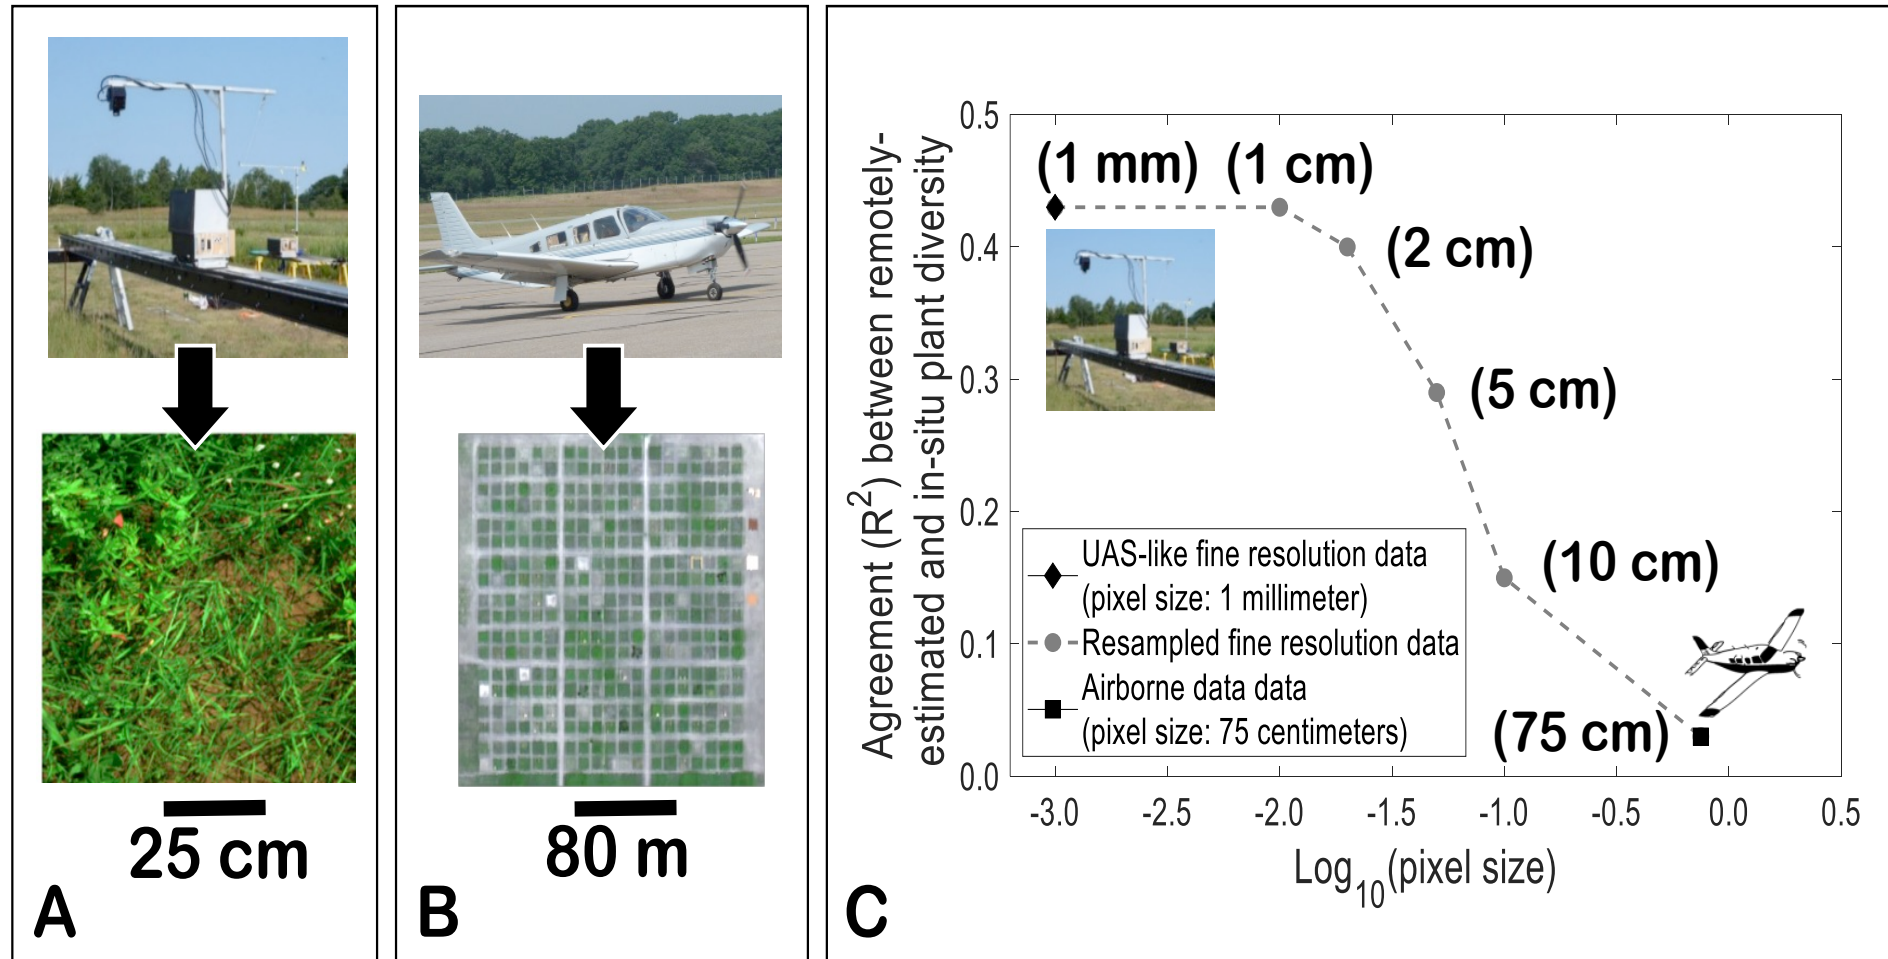 25 cm
A
80 m
B
Agreement (R²) between remotely-
estimated and in-situ plant diversity
0.5
0.4
0.3
0.2
0.1
0.0
(1 mm) (1 cm)
(2 cm)
(5 cm)
(10 cm)
(75 cm)
UAS-like fine resolution data
(pixel size: 1 millimeter)
Resampled fine resolution data
Airborne data data
(pixel size: 75 centimeters)
-3.0 -2.5 -2.0 -1.5 -1.0 -0.5 0.0 0.5
Log₁₀(pixel size)
C